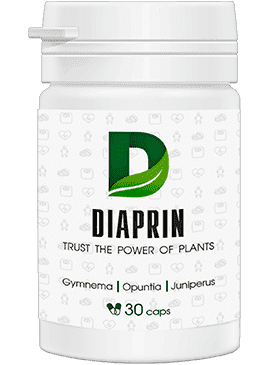 D
DIAPRIN
TRUST THE POWER OF PLANTS
Gymnema | Opuntia | Juniperus
30 caps